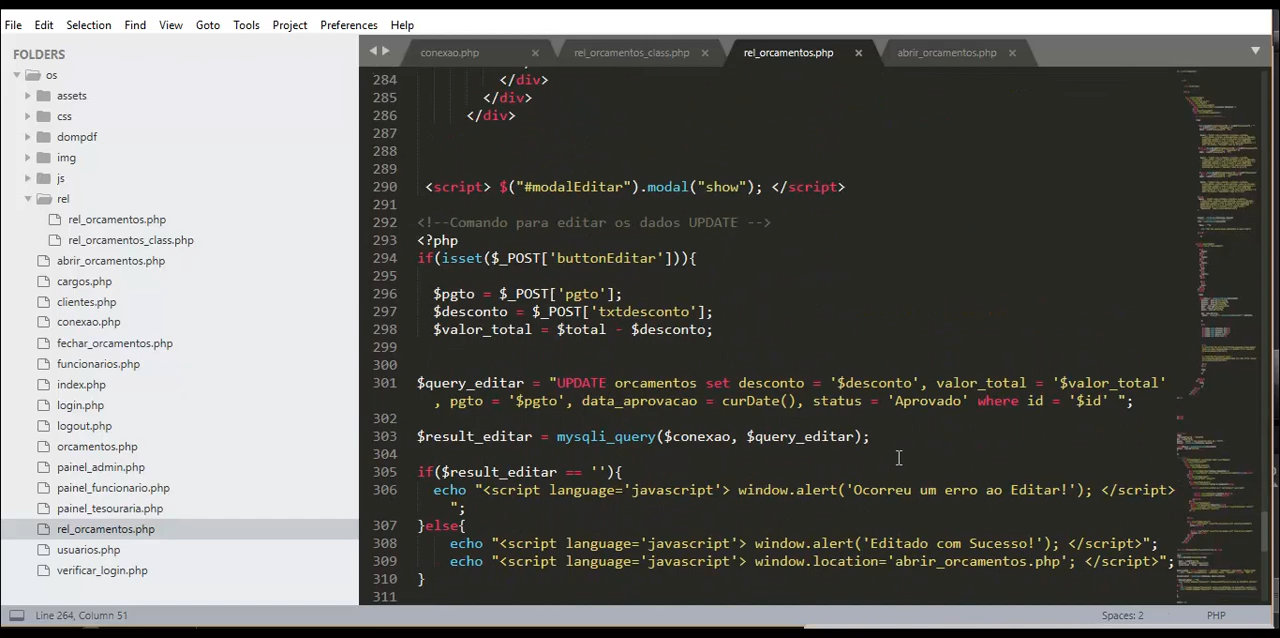 File Edit Selection Find View Goto Tools Project Preferences Help
FOLDERS
os
assets
css
dompdf
img
js
rel
rel_orcamentos.php
rel_orcamentos_class.php
abrir_orcamentos.php
cargos.php
clientes.php
conexao.php
fechar_orcamentos.php
funcionarios.php
index.php
login.php
logout.php
orcamentos.php
painel_admin.php
painel_funcionario.php
painel_tesouraria.php
rel_orcamentos.php
usuarios.php
verificar_login.php
conexao.php rel_orcamentos_class.php rel_orcamentos.php abrir_orcamentos.php
284 </div>
285 </div>
286 </div>
287
288
289
290 <script> $("#modalEditar").modal("show"); </script>
291
292 <!--Comando para editar os dados UPDATE -->
293 <?php
294 if(isset($_POST['buttonEditar'])){
295
296 $pgto = $_POST['pgto'];
297 $desconto = $_POST['txtdesconto'];
298 $valor_total = $total - $desconto;
299
300
301 $query_editar = "UPDATE orcamentos set desconto = '$desconto', valor_total = '$valor_total'
, pgto = '$pgto', data_aprovacao = curDate(), status = 'Aprovado' where id = '$id' ";
302
303 $result_editar = mysqli_query($conexao, $query_editar);
304
305 if($result_editar == ''){
306 echo "<script language='javascript'> window.alert('Ocorreu um erro ao Editar!'); </script>
";
307 }else{
308 echo "<script language='javascript'> window.alert('Editado com Sucesso!'); </script>";
309 echo "<script language='javascript'> window.location='abrir_orcamentos.php'; </script>";
310 }
311
Line 264, Column 51 Spaces: 2 PHP